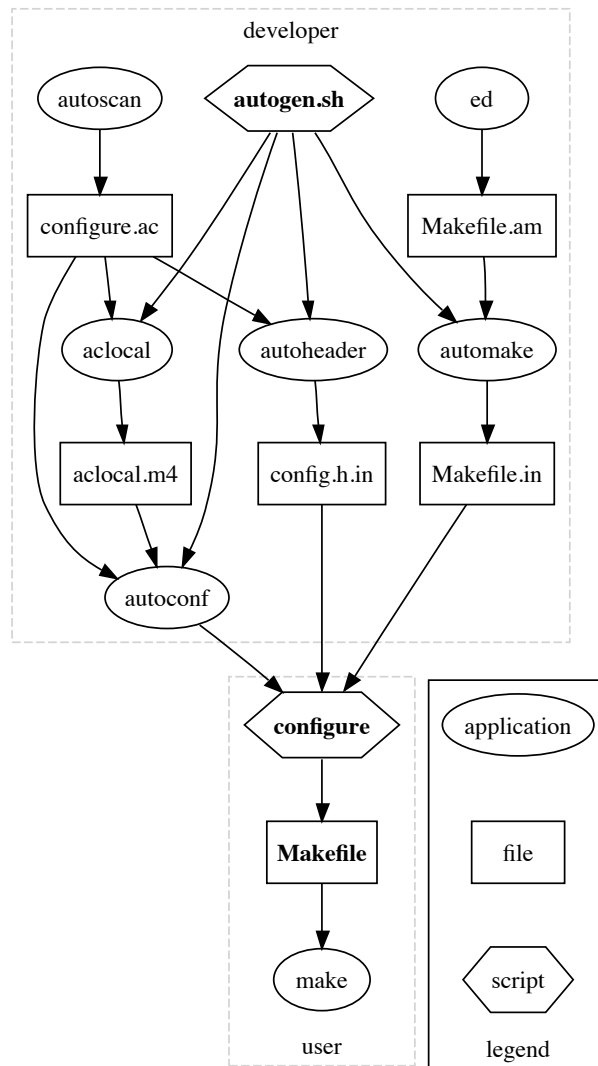 developer
autoscan
autogen.sh
ed
configure.ac
Makefile.am
aclocal
autoheader
automake
aclocal.m4
config.h.in
Makefile.in
autoconf
configure
application
Makefile
file
make
script
user
legend